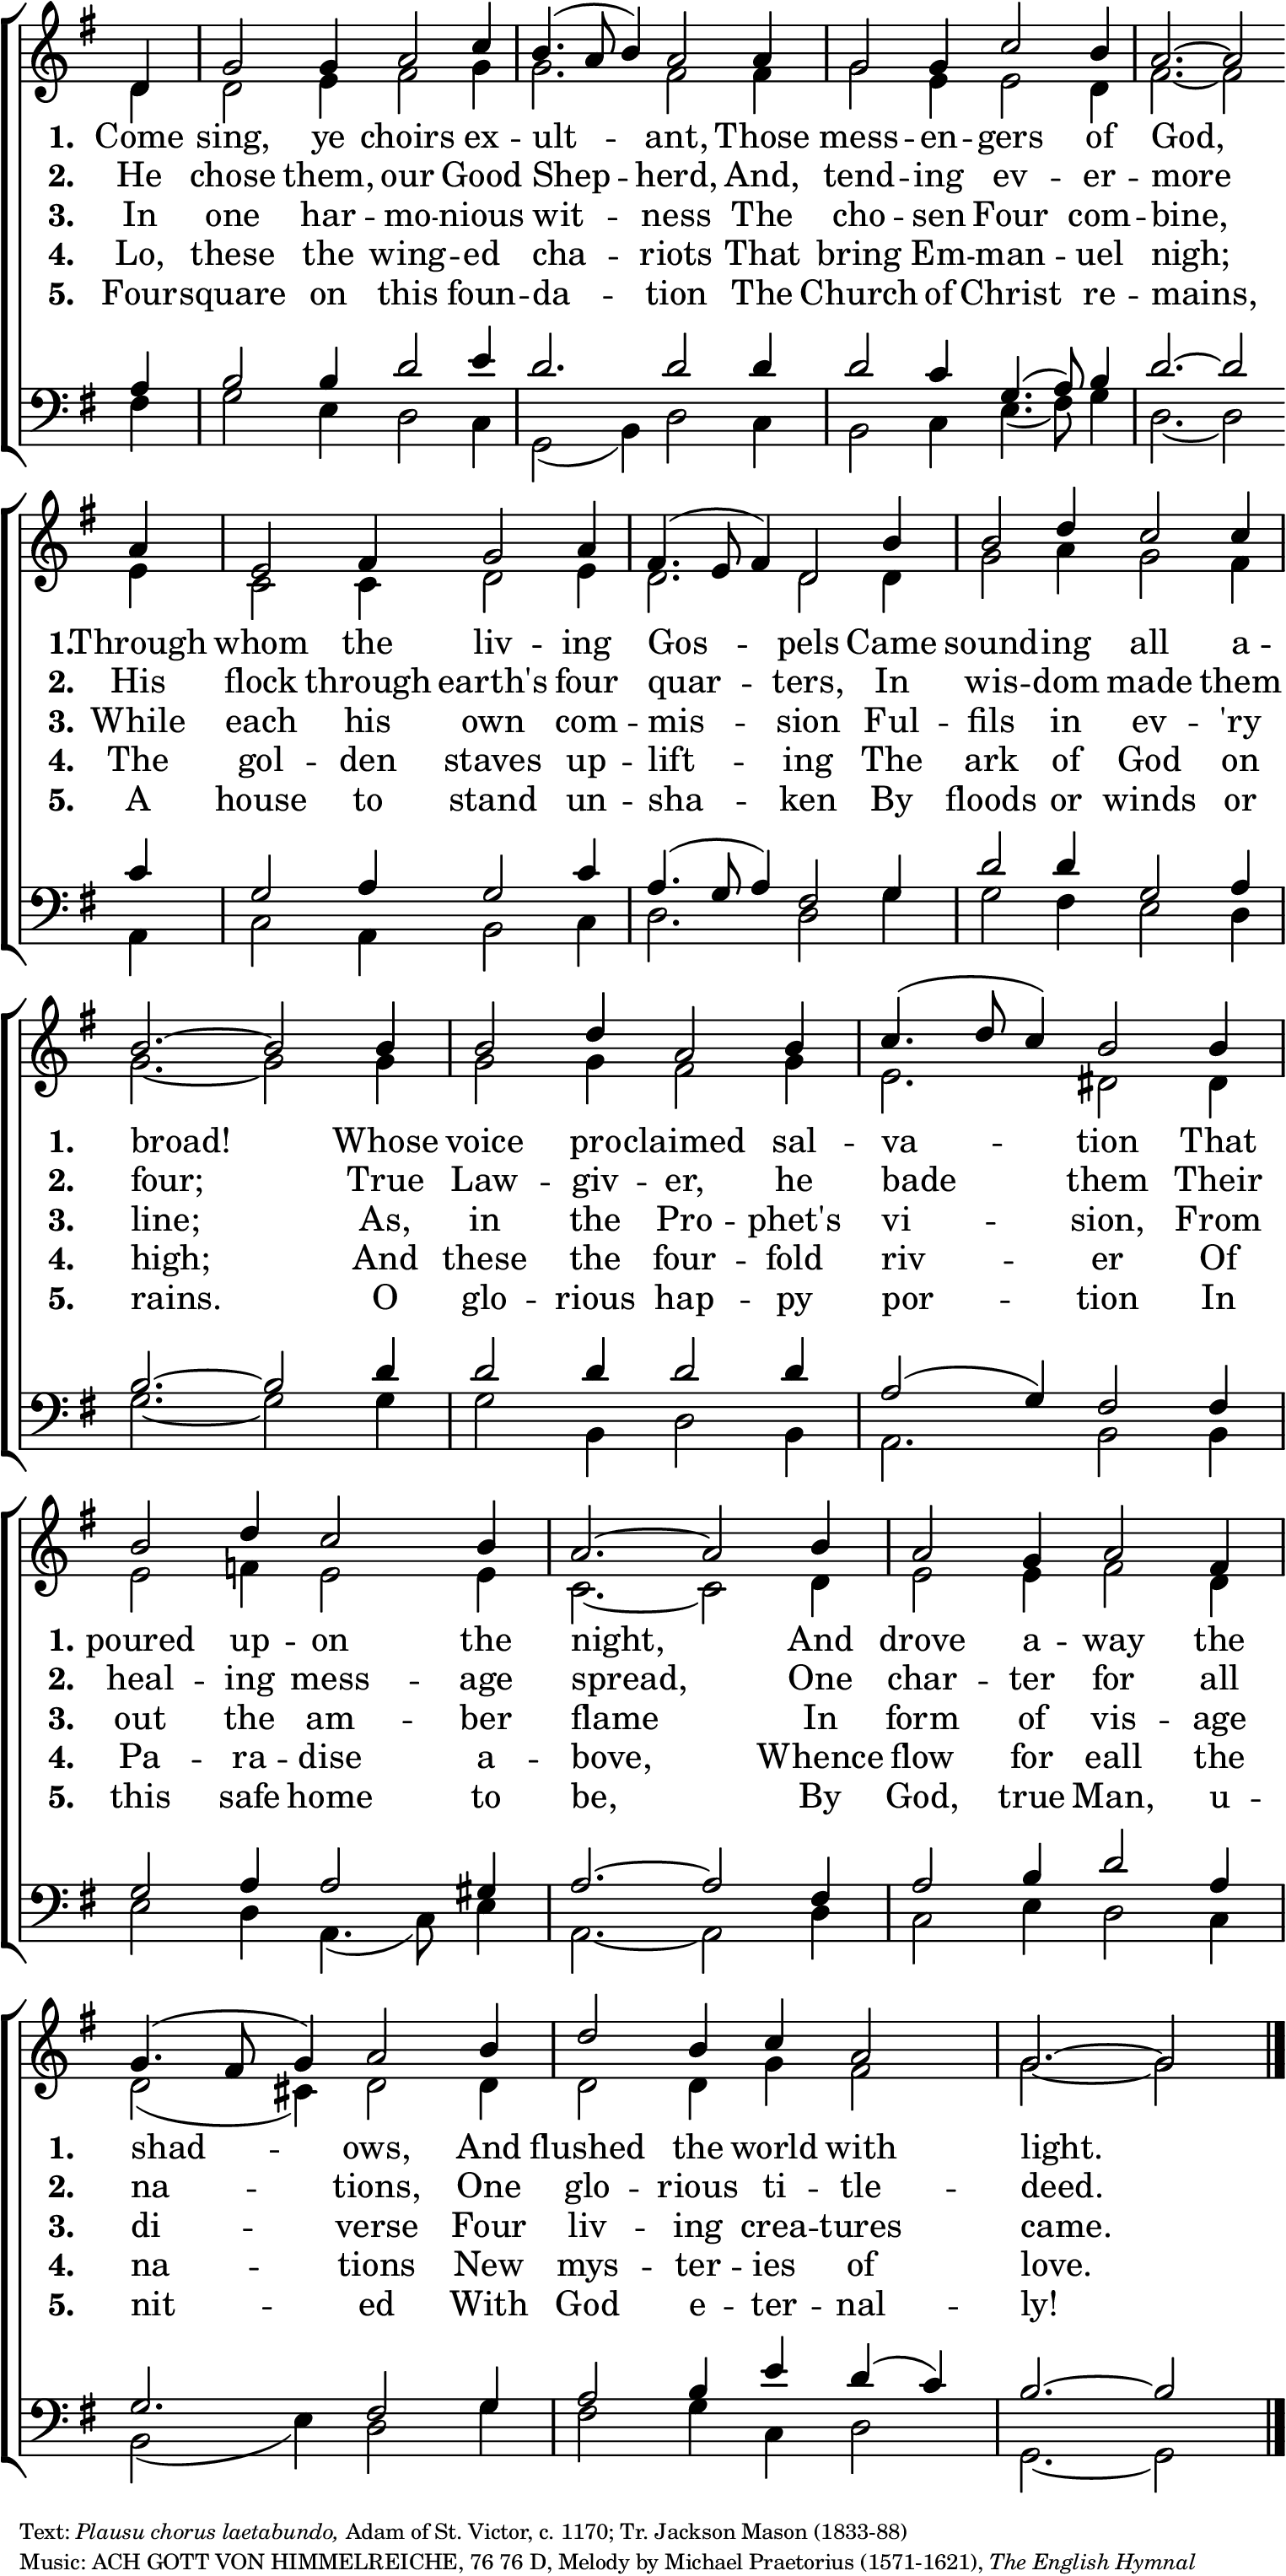 1. Come sing, ye choirs ex - ult - ant, Those mess - en - gers of God,
2. He chose them, our Good Shep - herd, And, tend - ing ev - er - more
3. In one har - mo - nious wit - ness The cho - sen Four com - bine,
4. Lo, these the wing - ed cha - riots That bring Em - man - uel nigh;
5. Foursquare on this foun - da - tion The Church of Christ re - mains,
1. Through whom the liv - ing Gos - pels Came sound - ing all a -
2. His flock through earth's four quar - ters, In wis - dom made them
3. While each his own com - mis - sion Ful - fils in ev - 'ry
4. The gol - den staves up - lift - ing The ark of God on
5. A house to stand un - sha - ken By floods or winds or
1. broad! Whose voice proclaimed sal - va - tion That
2. four; True Law - giv - er, he bade them Their
3. line; As, in the Pro - phet's vi - sion, From
4. high; And these the four - fold riv - er Of
5. rains. O glo - rious hap - py por - tion In
1. poured up - on the night, And drove a - way the
2. heal - ing mess - age spread, One char - ter for all
3. out the am - ber flame In form of vis - age
4. Pa - ra - dise a - bove, Whence flow for eall the
5. this safe home to be, By God, true Man, u -
1. shad - ows, And flushed the world with light.
2. na - tions, One glo - rious ti - tle - deed.
3. di - verse Four liv - ing crea - tures came.
4. na - tions New mys - ter - ies of love.
5. nit - ed With God e - ter - nal - ly!
Text: Plausu chorus laetabundo, Adam of St. Victor, c. 1170; Tr. Jackson Mason (1833-88)
Music: ACH GOTT VON HIMMELREICHE, 76 76 D, Melody by Michael Praetorius (1571-1621), The English Hymnal